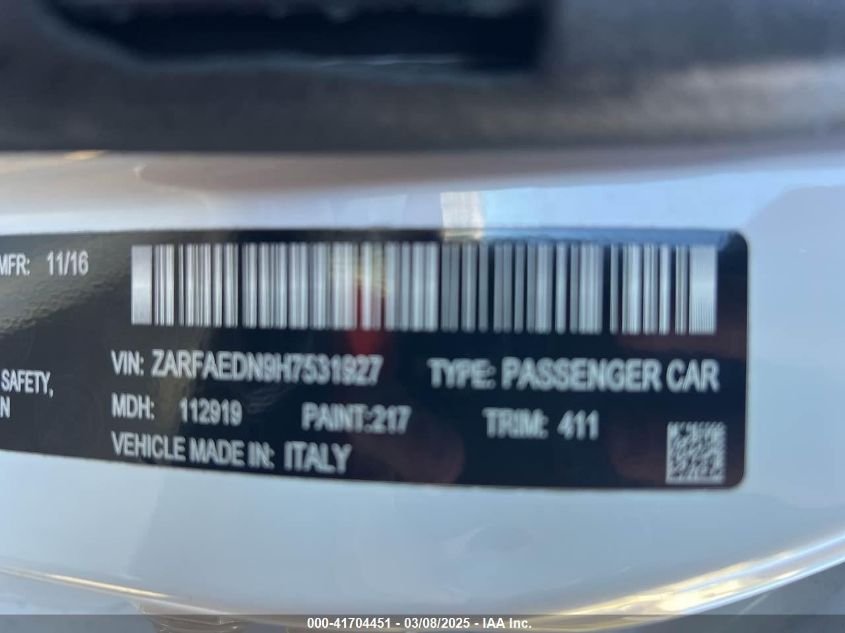 MFR: 11/16
VIN: ZARFAEDN9H7531927 TYPE: PASSENGER CAR
SAFETY,
N
MDH: 112919 PAINT:217 TRIM: 411
VEHICLE MADE IN: ITALY
000-41704451 - 03/08/2025 - IAA Inc.